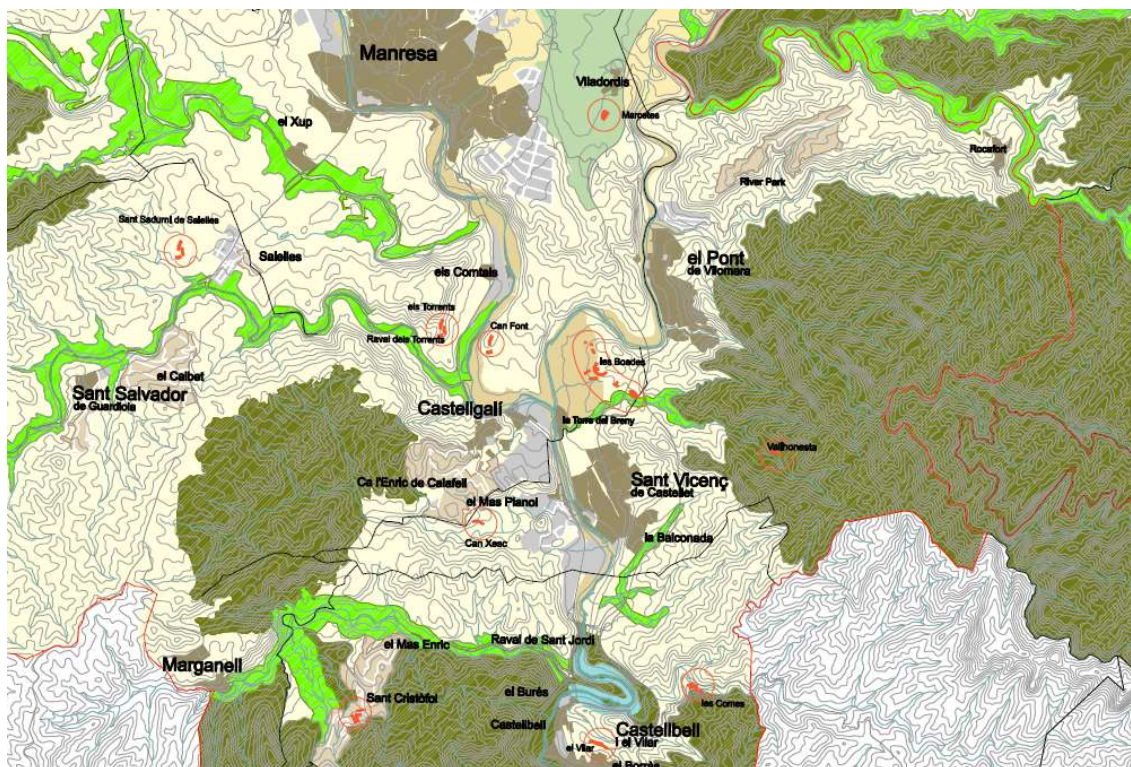 Manresa
Viladordis
Marcetes
el Xup
Rocafort
River Park
Sant Sadurní de Salelles
Salelles
els Comtals
el Pont
de Vilomara
els Torrents
Raval dels Torrents
Can Font
les Boades
el Calbet
Sant Salvador
de Guardiola
Castellgalí
la Torre del Breny
Vallhonesta
Ca l'Enric de Calafell
el Mas Planoi
Sant Vicenç
de Castellet
Can Xesc
la Balconada
el Mas Enric
Raval de Sant Jordi
Marganell
Sant Cristòfol
el Burés
les Comes
Castellbell
Castellbell
i el Vilar
el Vilar
el Borràs